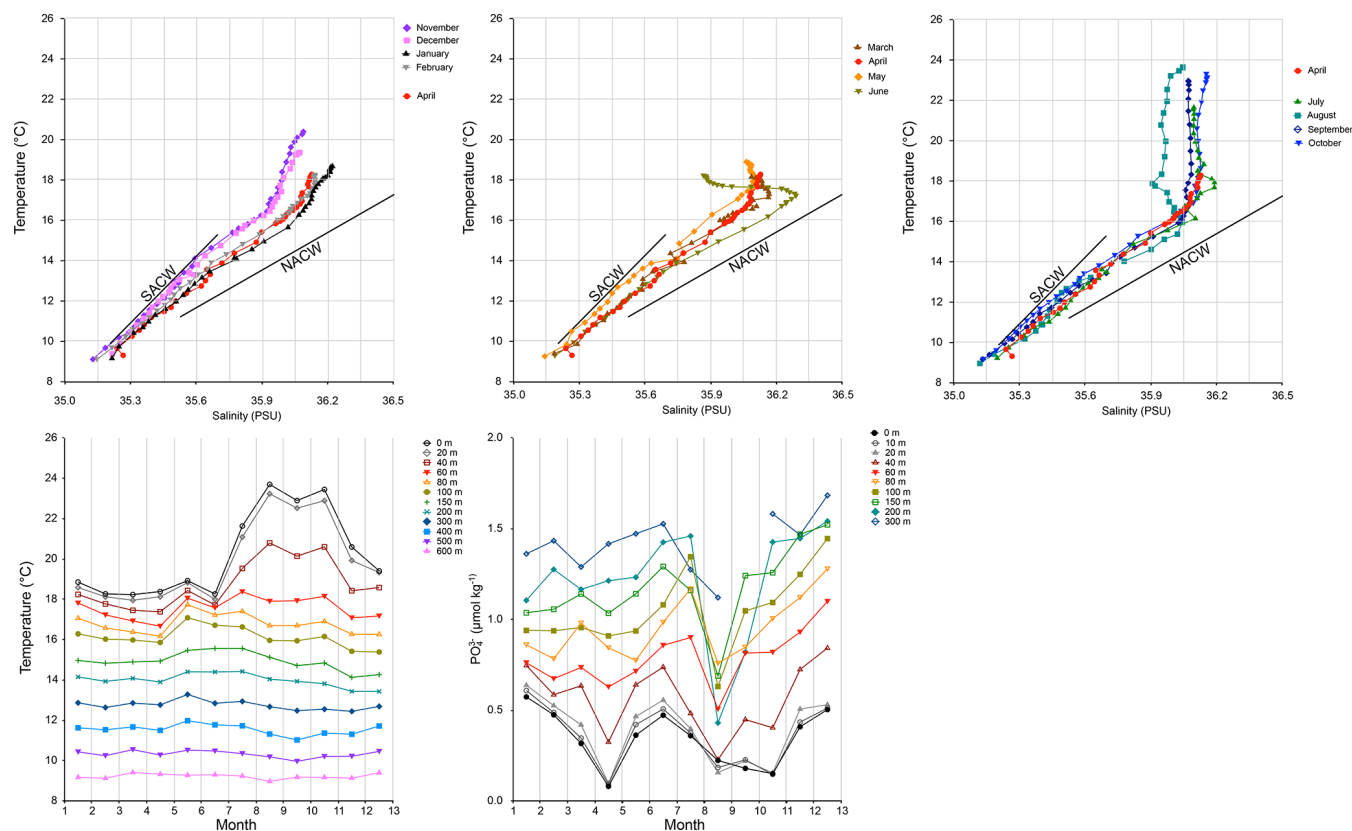 26
24
22
20
18
16
14
12
10
8
Temperature (°C)
35.0
35.3
35.6
35.9
36.2
36.5
Salinity (PSU)
SACW
NACW
November
December
January
February
April
26
24
22
20
18
16
14
12
10
8
Temperature (°C)
35.0
35.3
35.6
35.9
36.2
36.5
Salinity (PSU)
SACW
NACW
March
April
May
June
26
24
22
20
18
16
14
12
10
8
Temperature (°C)
35.0
35.3
35.6
35.9
36.2
36.5
Salinity (PSU)
SACW
NACW
April
July
August
September
October
26
24
22
20
18
16
14
12
10
8
Temperature (°C)
1 2 3 4 5 6 7 8 9 10 11 12 13
Month
0 m
20 m
40 m
60 m
80 m
100 m
150 m
200 m
300 m
400 m
500 m
600 m
2.0
1.5
1.0
0.5
0.0
PO₄³⁻ (µmol kg⁻¹)
1 2 3 4 5 6 7 8 9 10 11 12 13
Month
0 m
10 m
20 m
40 m
60 m
80 m
100 m
150 m
200 m
300 m